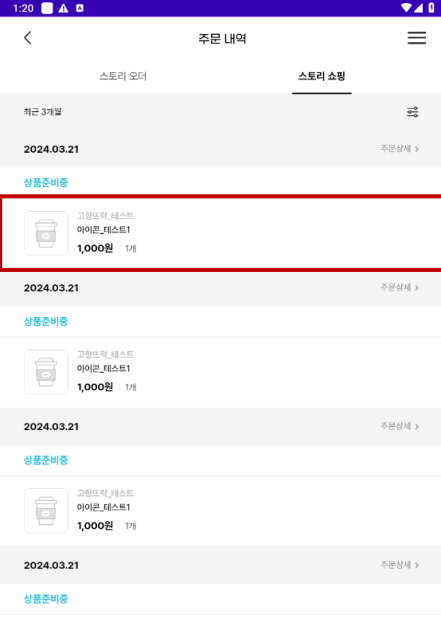 1:20
주문 내역
스토리 오더
스토리 쇼핑
최근 3개월
2024.03.21 주문상세 >
상품준비중
고향뜨락_테스트
아이콘_테스트1
1,000원 1개
2024.03.21 주문상세 >
상품준비중
고향뜨락_테스트
아이콘_테스트1
1,000원 1개
2024.03.21 주문상세 >
상품준비중
고향뜨락_테스트
아이콘_테스트1
1,000원 1개
2024.03.21 주문상세 >
상품준비중